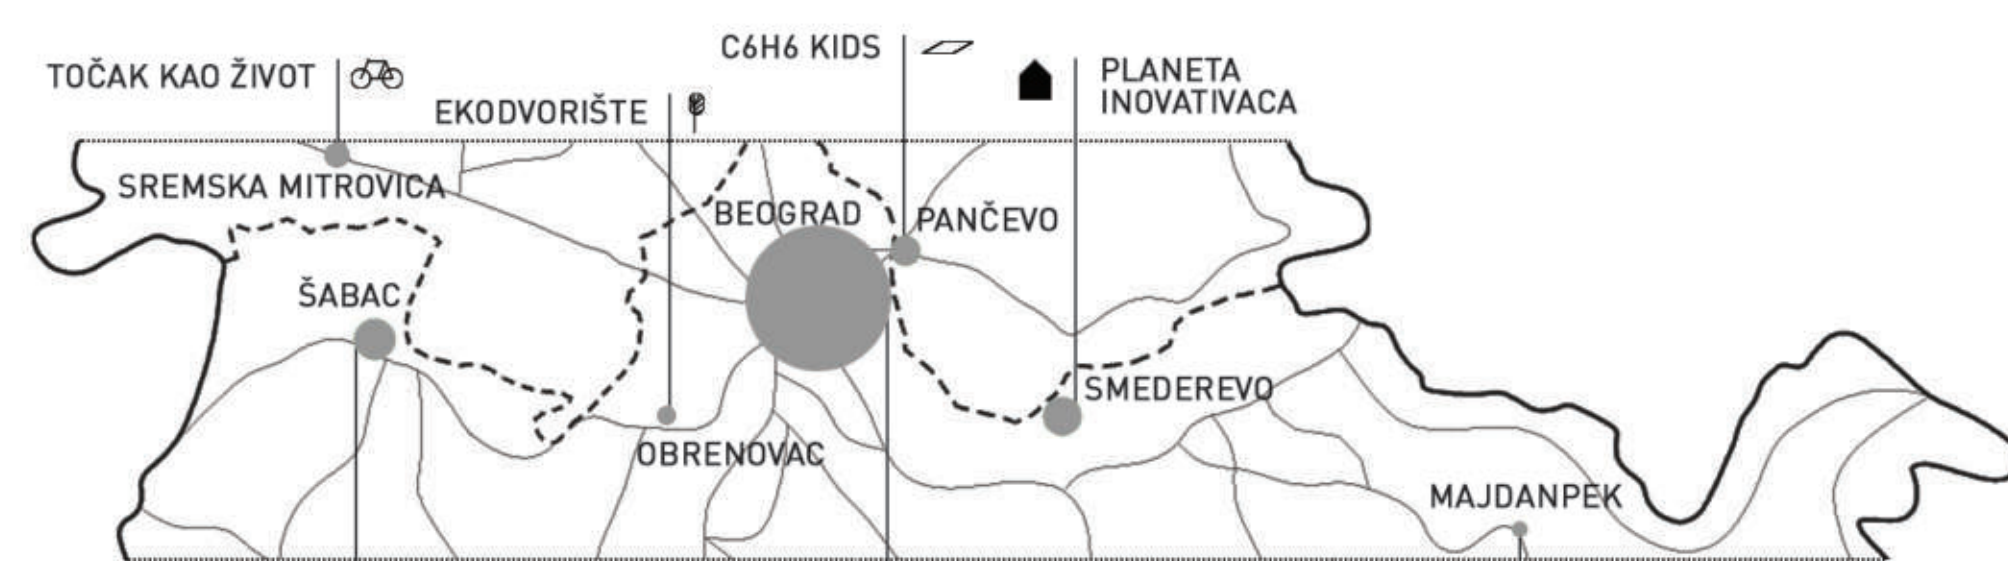 C6H6 KIDS
TOČAK KAO ŽIVOT
PLANETA
INOVATIVACA
EKODVORIŠTE
SREMSKA MITROVICA
BEOGRAD
PANČEVO
ŠABAC
SMEDEREVO
OBRENOVAC
MAJDANPEK